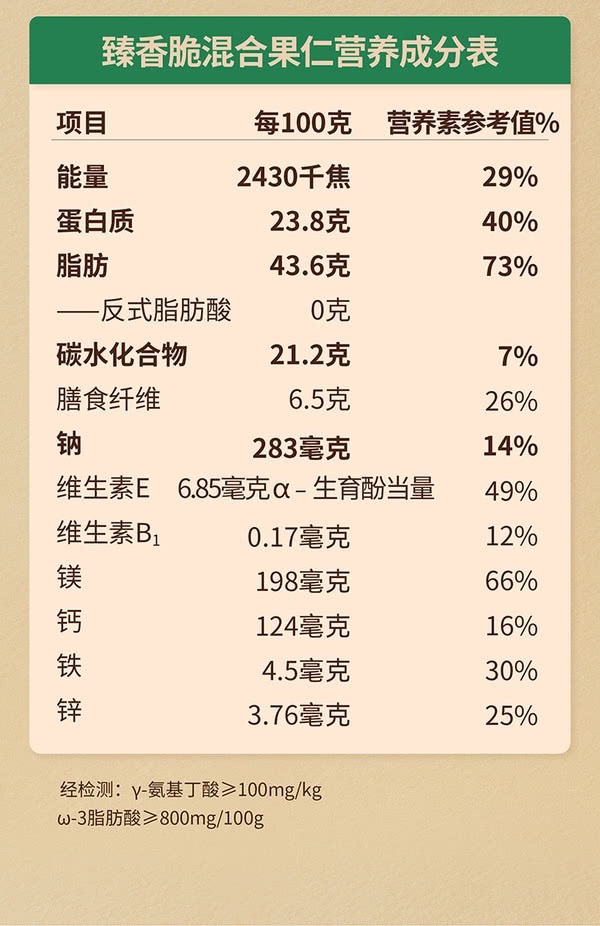 臻香脆混合果仁营养成分表
项目 每100克 营养素参考值%
能量 2430千焦 29%
蛋白质 23.8克 40%
脂肪 43.6克 73%
——反式脂肪酸 0克
碳水化合物 21.2克 7%
膳食纤维 6.5克 26%
钠 283毫克 14%
维生素E 6.85毫克α–生育酚当量 49%
维生素B₁ 0.17毫克 12%
镁 198毫克 66%
钙 124毫克 16%
铁 4.5毫克 30%
锌 3.76毫克 25%
经检测：γ-氨基丁酸⩾100mg/kg
ω-3脂肪酸⩾800mg/100g